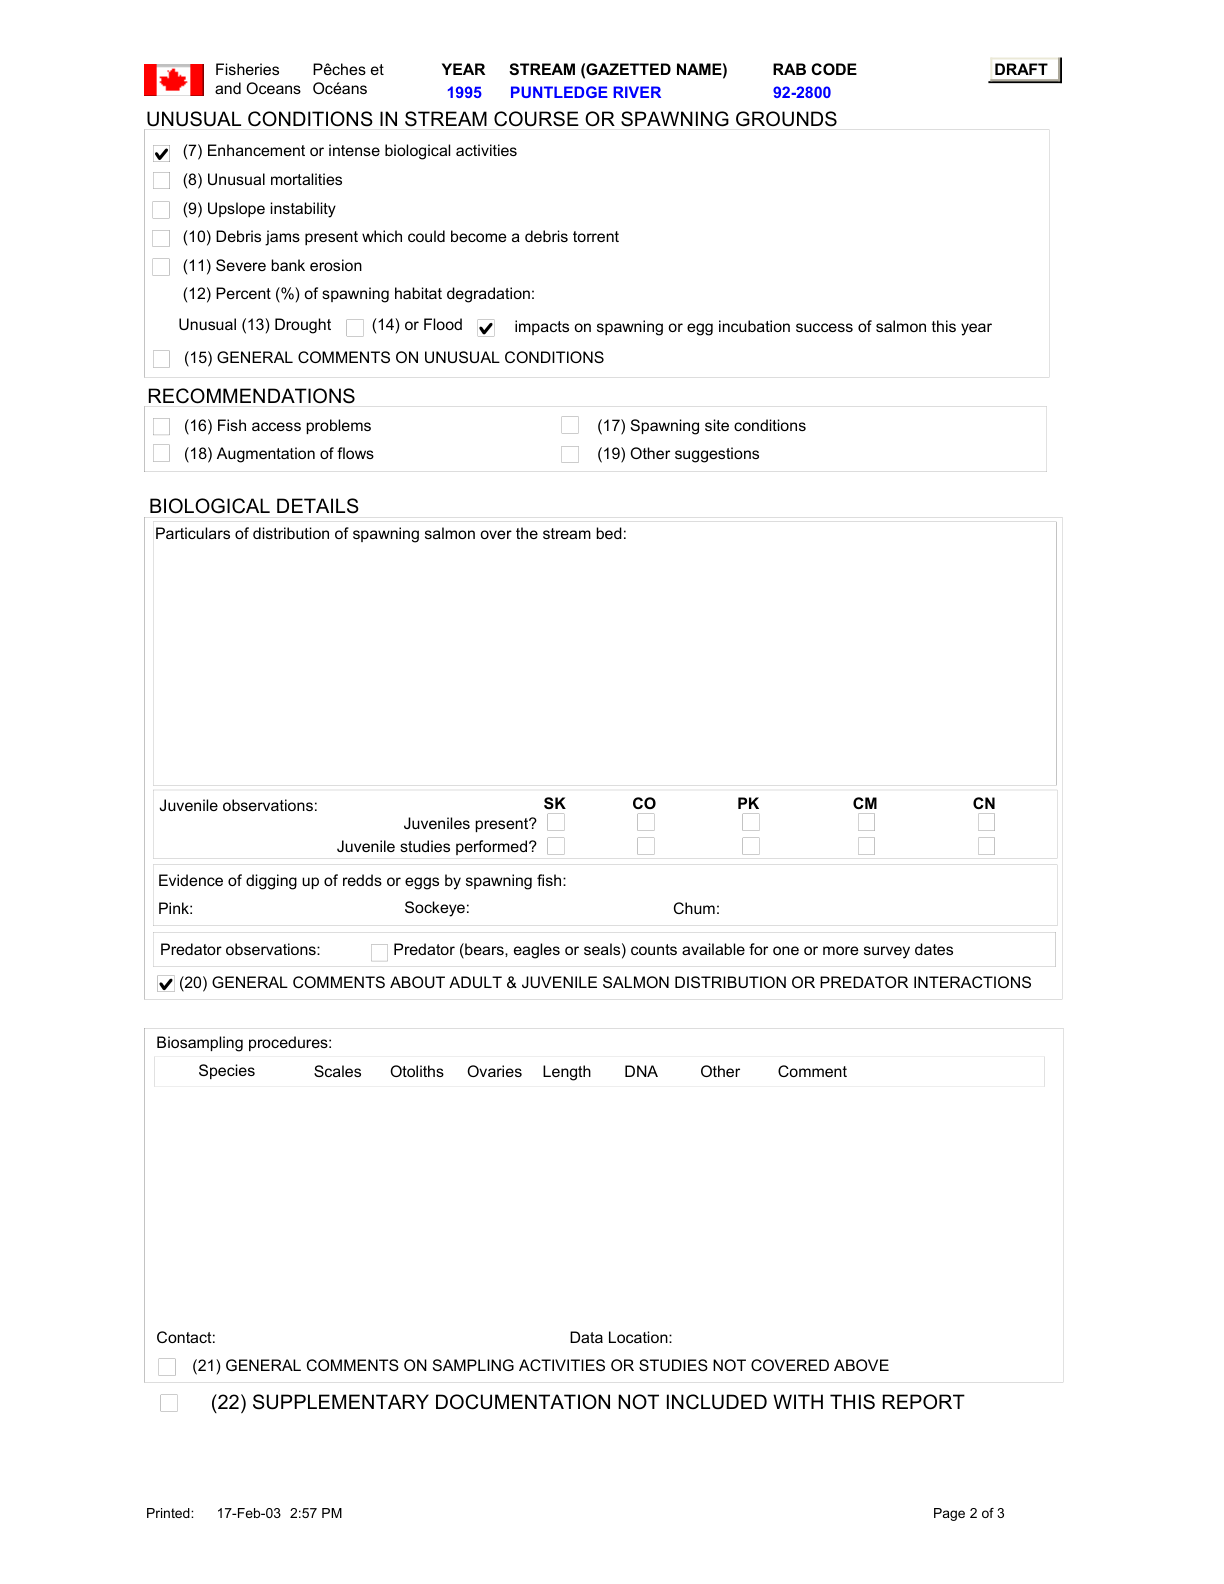 Fisheries and Oceans Pêches et Océans
YEAR STREAM (GAZETTED NAME) RAB CODE DRAFT
1995 PUNTLEDGE RIVER 92-2800
UNUSUAL CONDITIONS IN STREAM COURSE OR SPAWNING GROUNDS
(7) Enhancement or intense biological activities
(8) Unusual mortalities
(9) Upslope instability
(10) Debris jams present which could become a debris torrent
(11) Severe bank erosion
(12) Percent (%) of spawning habitat degradation:
Unusual (13) Drought (14) or Flood impacts on spawning or egg incubation success of salmon this year
(15) GENERAL COMMENTS ON UNUSUAL CONDITIONS
RECOMMENDATIONS
(16) Fish access problems (17) Spawning site conditions
(18) Augmentation of flows (19) Other suggestions
BIOLOGICAL DETAILS
Particulars of distribution of spawning salmon over the stream bed:
Juvenile observations: SK CO PK CM CN
Juveniles present?
Juvenile studies performed?
Evidence of digging up of redds or eggs by spawning fish:
Pink: Sockeye: Chum:
Predator observations: Predator (bears, eagles or seals) counts available for one or more survey dates
(20) GENERAL COMMENTS ABOUT ADULT & JUVENILE SALMON DISTRIBUTION OR PREDATOR INTERACTIONS
Biosampling procedures:
Species Scales Otoliths Ovaries Length DNA Other Comment
Contact: Data Location:
(21) GENERAL COMMENTS ON SAMPLING ACTIVITIES OR STUDIES NOT COVERED ABOVE
(22) SUPPLEMENTARY DOCUMENTATION NOT INCLUDED WITH THIS REPORT
Printed: 17-Feb-03 2:57 PM Page 2 of 3